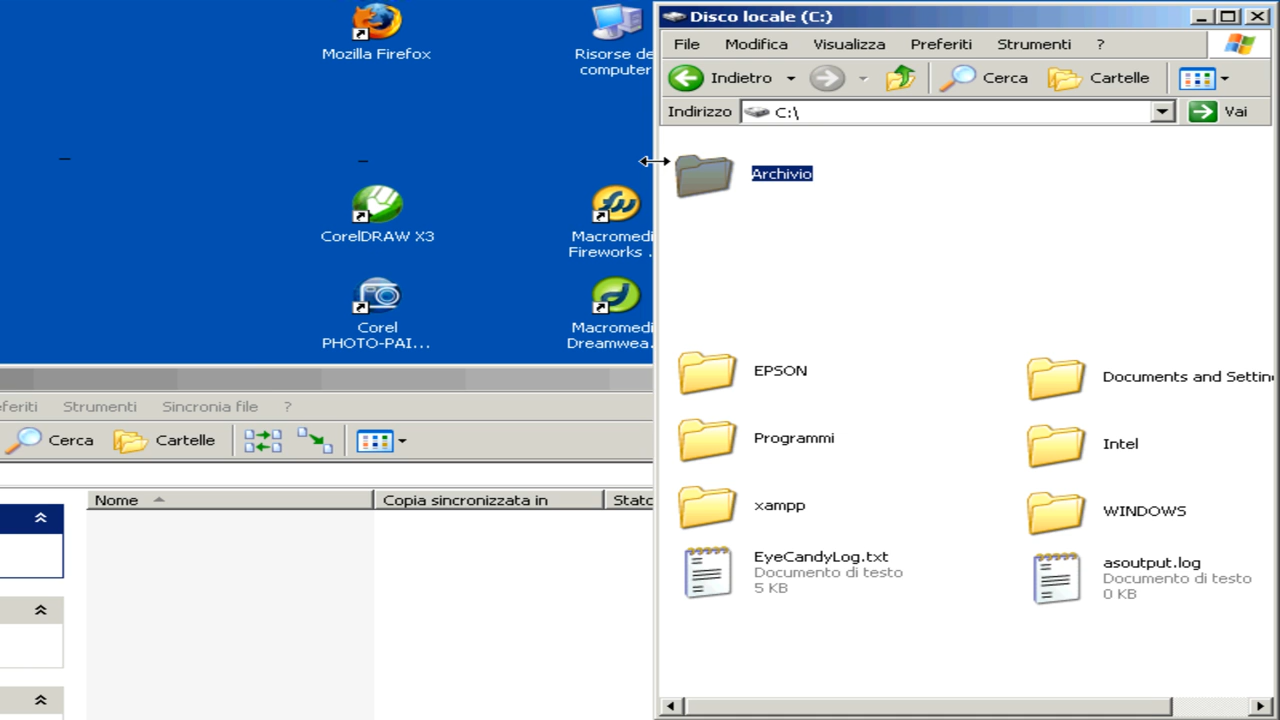 Mozilla Firefox
Risorse de
computer
CorelDRAW X3
Macromedi
Fireworks .
Corel
PHOTO-PAI...
Macromedi
Dreamwea.
eferiti Strumenti Sincronia file ?
Cerca Cartelle
Nome Copia sincronizzata in Stato
Disco locale (C:)
File Modifica Visualizza Preferiti Strumenti ?
Indietro Cerca Cartelle
Indirizzo C:\ Vai
Archivio
EPSON Documents and Settin
Programmi Intel
xampp WINDOWS
EyeCandyLog.txt
Documento di testo
5 KB
asoutput.log
Documento di testo
0 KB